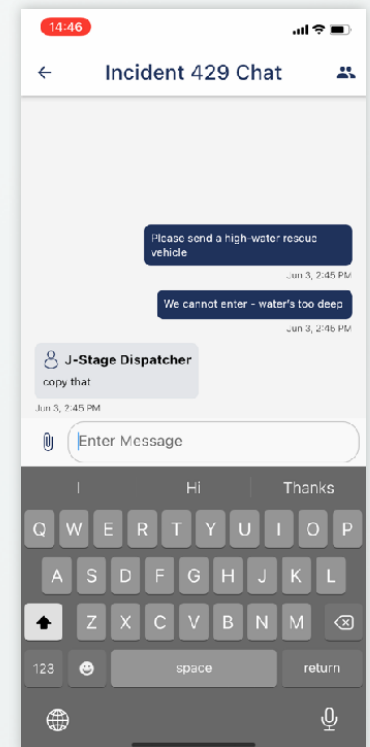 14:46
Incident 429 Chat
Please send a high-water rescue
vehicle
Jun 3, 2:45 PM
We cannot enter - water's too deep
Jun 3, 2:45 PM
J-Stage Dispatcher
copy that
Jun 3, 2:45 PM
Enter Message
I Hi Thanks
Q W E R T Y U I O P
A S D F G H J K L
Z X C V B N M
123 space return